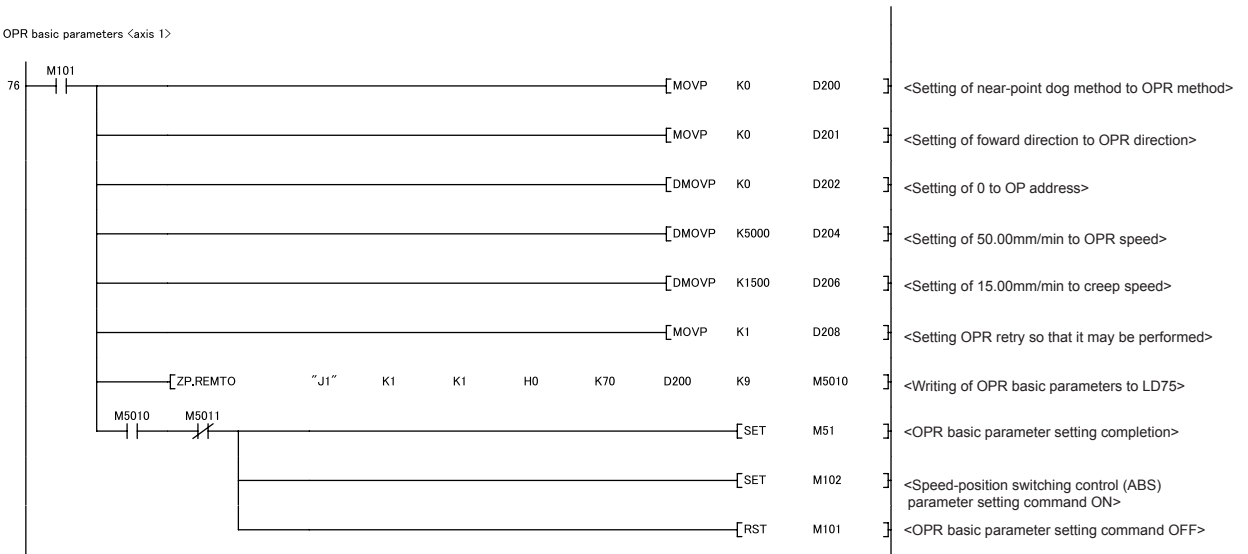 OPR basic parameters <axis 1>
M101
76
MOVP K0 D200 <Setting of near-point dog method to OPR method>
MOVP K0 D201 <Setting of foward direction to OPR direction>
DMOVP K0 D202 <Setting of 0 to OP address>
DMOVP K5000 D204 <Setting of 50.00mm/min to OPR speed>
DMOVP K1500 D206 <Setting of 15.00mm/min to creep speed>
MOVP K1 D208 <Setting OPR retry so that it may be performed>
ZP.REMTO "J1" K1 K1 H0 K70 D200 K9 M5010 <Writing of OPR basic parameters to LD75>
M5010 M5011
SET M51 <OPR basic parameter setting completion>
SET M102 <Speed-position switching control (ABS)
parameter setting command ON>
RST M101 <OPR basic parameter setting command OFF>